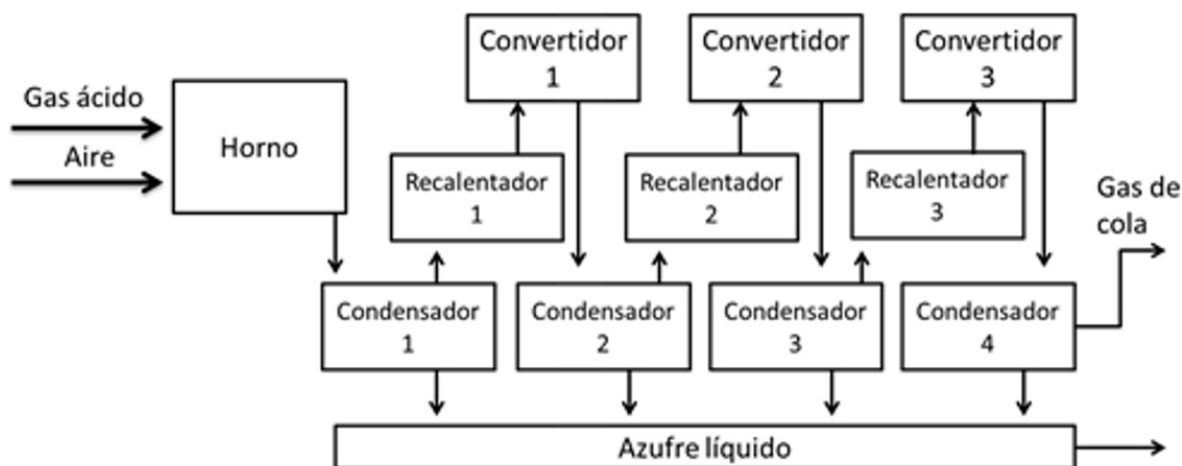 Gas ácido
Aire
Horno
Convertidor
1
Convertidor
2
Convertidor
3
Recalentador
1
Recalentador
2
Recalentador
3
Gas de
cola
Condensador
1
Condensador
2
Condensador
3
Condensador
4
Azufre líquido